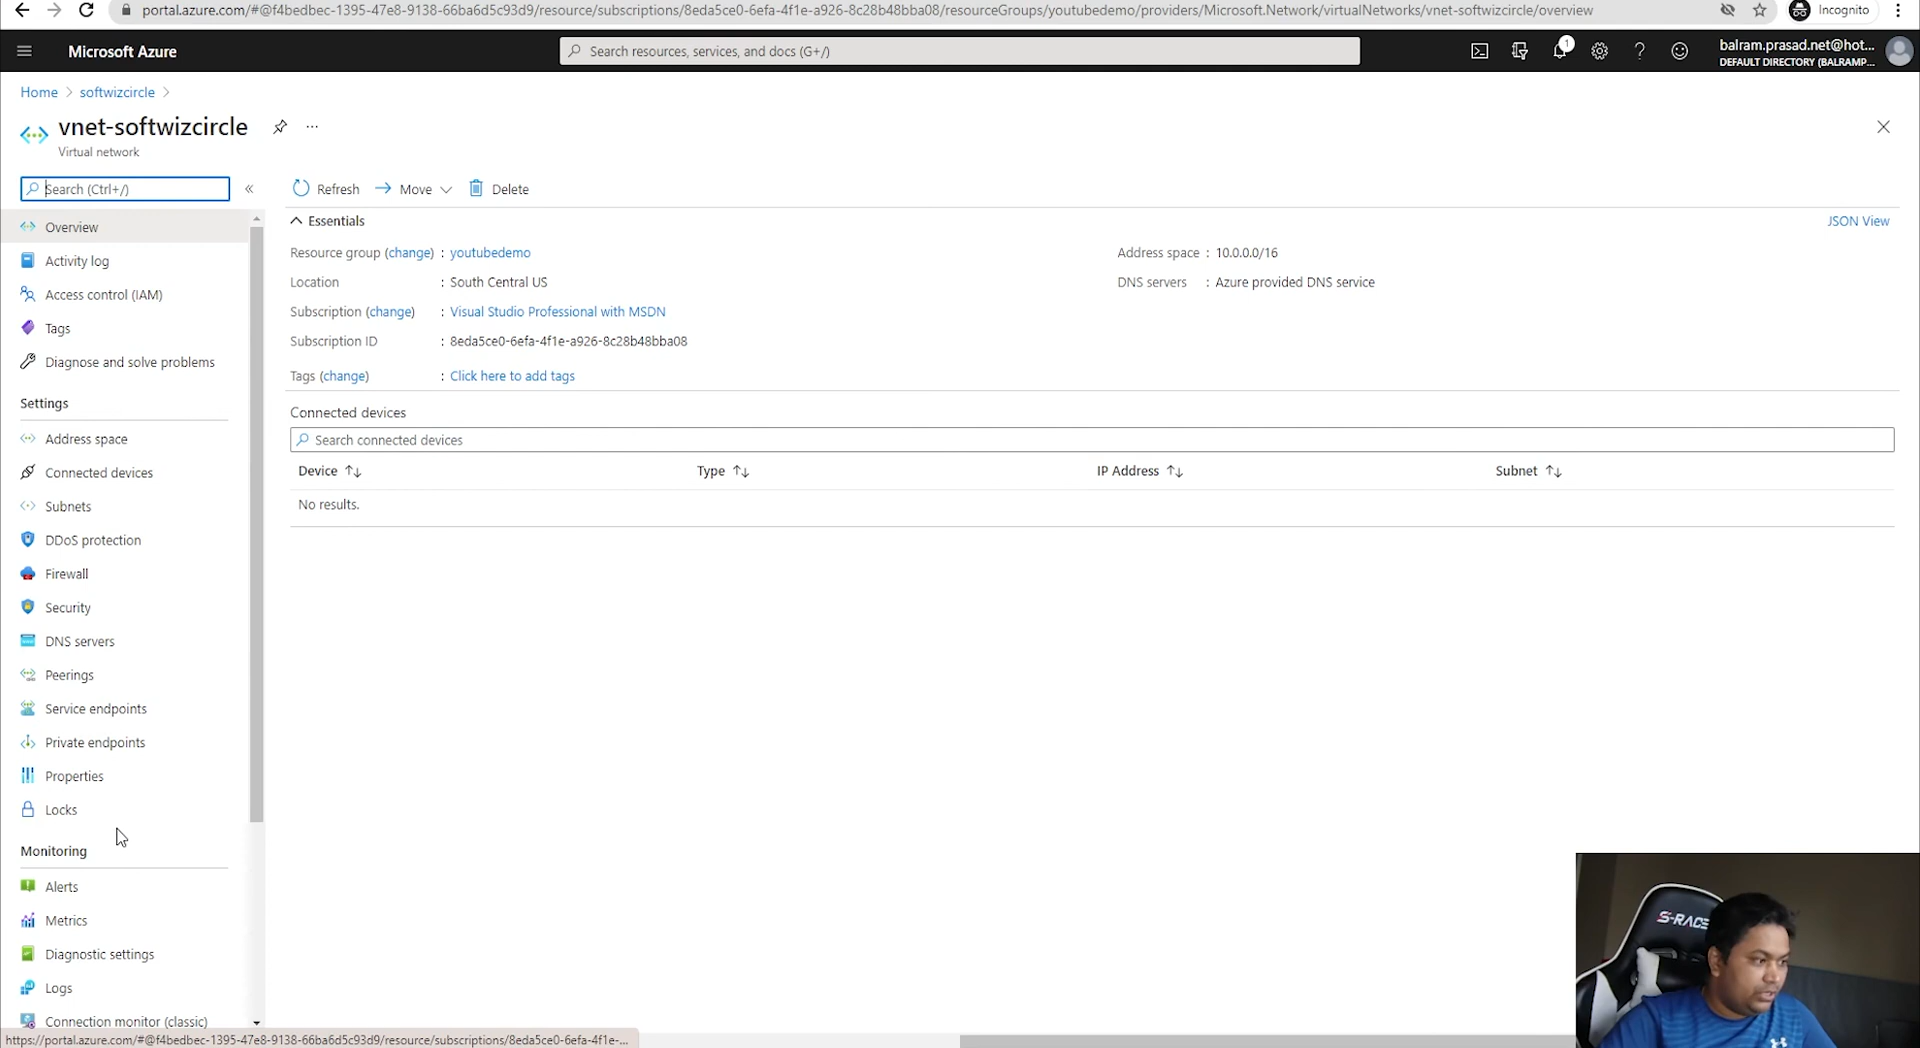 portal.azure.com/#@f4bedbec-1395-47e8-9138-66ba6d5c93d9/resource/subscriptions/8eda5ce0-6efa-4f1e-a926-8c28b48bba08/resourceGroups/youtubedemo/providers/Microsoft.Network/virtualNetworks/vnet-softwizcircle/overview
Incognito
Microsoft Azure
Search resources, services, and docs (G+/)
1
balram.prasad.net@hot...
DEFAULT DIRECTORY (BALRAMP...
Home > softwizcircle >
vnet-softwizcircle
...
Virtual network
Search (Ctrl+/)
«
Refresh
Move
Delete
Overview
Activity log
Access control (IAM)
Tags
Diagnose and solve problems
Settings
Address space
Connected devices
Subnets
DDoS protection
Firewall
Security
DNS servers
Peerings
Service endpoints
Private endpoints
Properties
Locks
Monitoring
Alerts
Metrics
Diagnostic settings
Logs
Connection monitor (classic)
Essentials
JSON View
Resource group (change) : youtubedemo
Location : South Central US
Subscription (change) : Visual Studio Professional with MSDN
Subscription ID : 8eda5ce0-6efa-4f1e-a926-8c28b48bba08
Tags (change) : Click here to add tags
Address space : 10.0.0.0/16
DNS servers : Azure provided DNS service
Connected devices
Search connected devices
Device Type IP Address Subnet
No results.
https://portal.azure.com/#@f4bedbec-1395-47e8-9138-66ba6d5c93d9/resource/subscriptions/8eda5ce0-6efa-4f1e-...
S-RACE